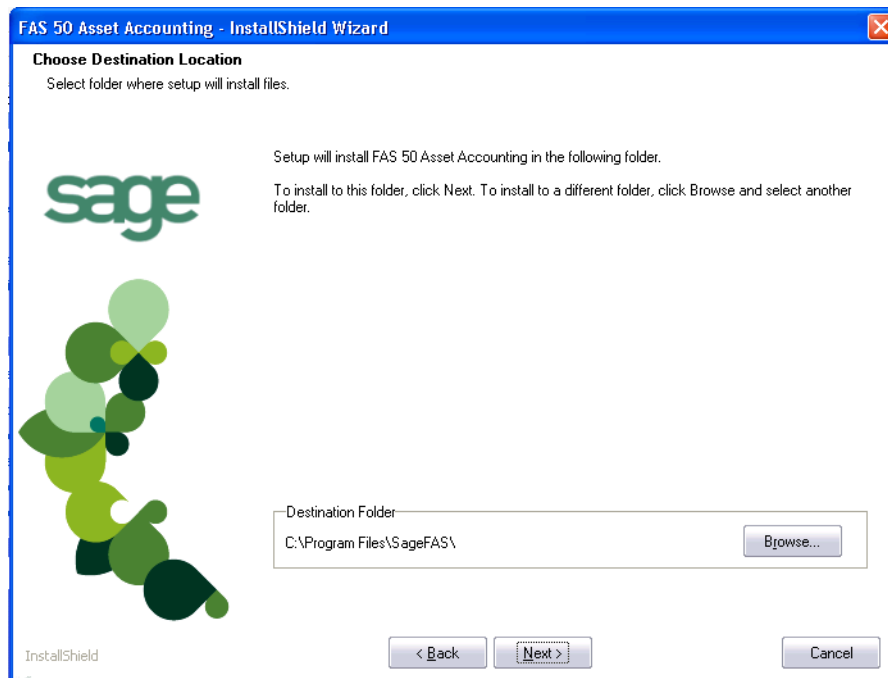 FAS 50 Asset Accounting - InstallShield Wizard
Choose Destination Location
Select folder where setup will install files.
Setup will install FAS 50 Asset Accounting in the following folder.
To install to this folder, click Next. To install to a different folder, click Browse and select another
folder.
sage
Destination Folder
C:\Program Files\SageFAS\
Browse...
InstallShield
< Back
Next >
Cancel